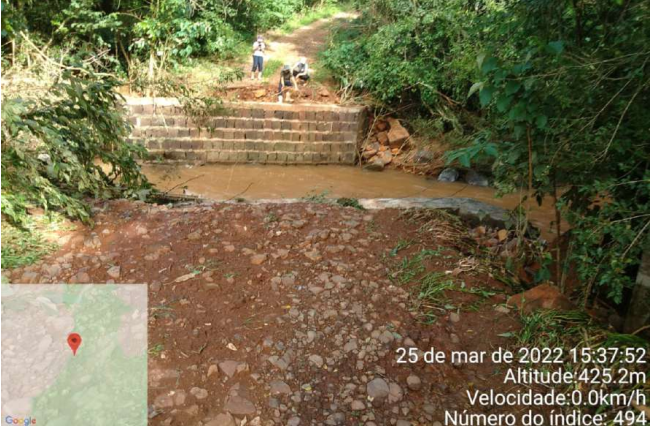 25 de mar de 2022 15:37:52
Altitude:425.2m
Velocidade:0.0km/h
Número do índice: 494
Google